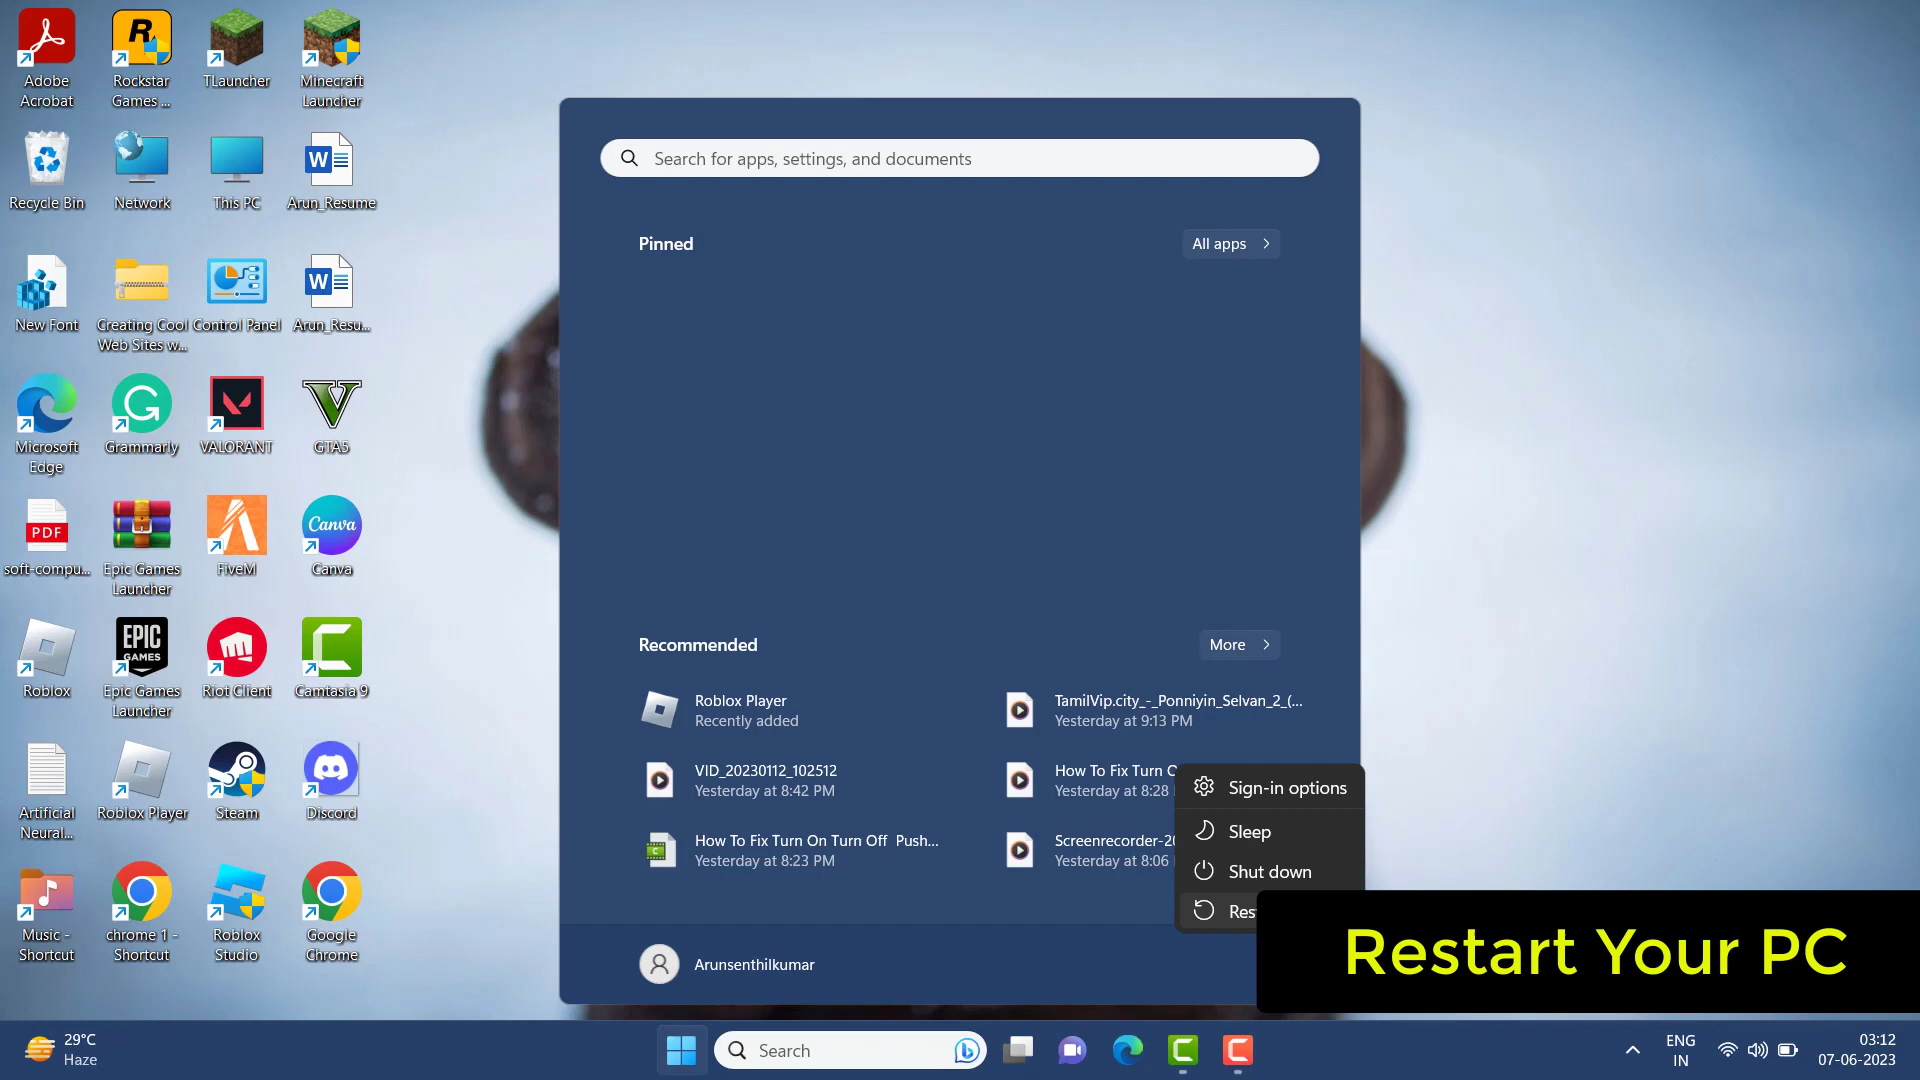 Adobe
Acrobat
Rockstar
Games ...
TLauncher
Minecraft
Launcher
Recycle Bin
Network
This PC
Arun_Resume
New Font
Creating Cool
Web Sites w...
Control Panel
Arun_Resu...
Microsoft
Edge
Grammarly
VALORANT
GTA5
PDF
soft-compu...
Epic Games
Launcher
FiveM
Canva
Canva
Roblox
EPIC
GAMES
Epic Games
Launcher
Riot Client
Camtasia 9
Artificial
Neural...
Roblox Player
Steam
Discord
Music -
Shortcut
chrome 1 -
Shortcut
Roblox
Studio
Google
Chrome
Search for apps, settings, and documents
Pinned
All apps
Recommended
More
Roblox Player
Recently added
TamilVip.city_-_Ponniyin_Selvan_2_(...
Yesterday at 9:13 PM
VID_20230112_102512
Yesterday at 8:42 PM
How To Fix Turn O
Yesterday at 8:28
How To Fix Turn On Turn Off Push...
Yesterday at 8:23 PM
Screenrecorder-20
Yesterday at 8:06
Sign-in options
Sleep
Shut down
Res
Arunsenthilkumar
Restart Your PC
29°C
Haze
Search
ENG
IN
03:12
07-06-2023